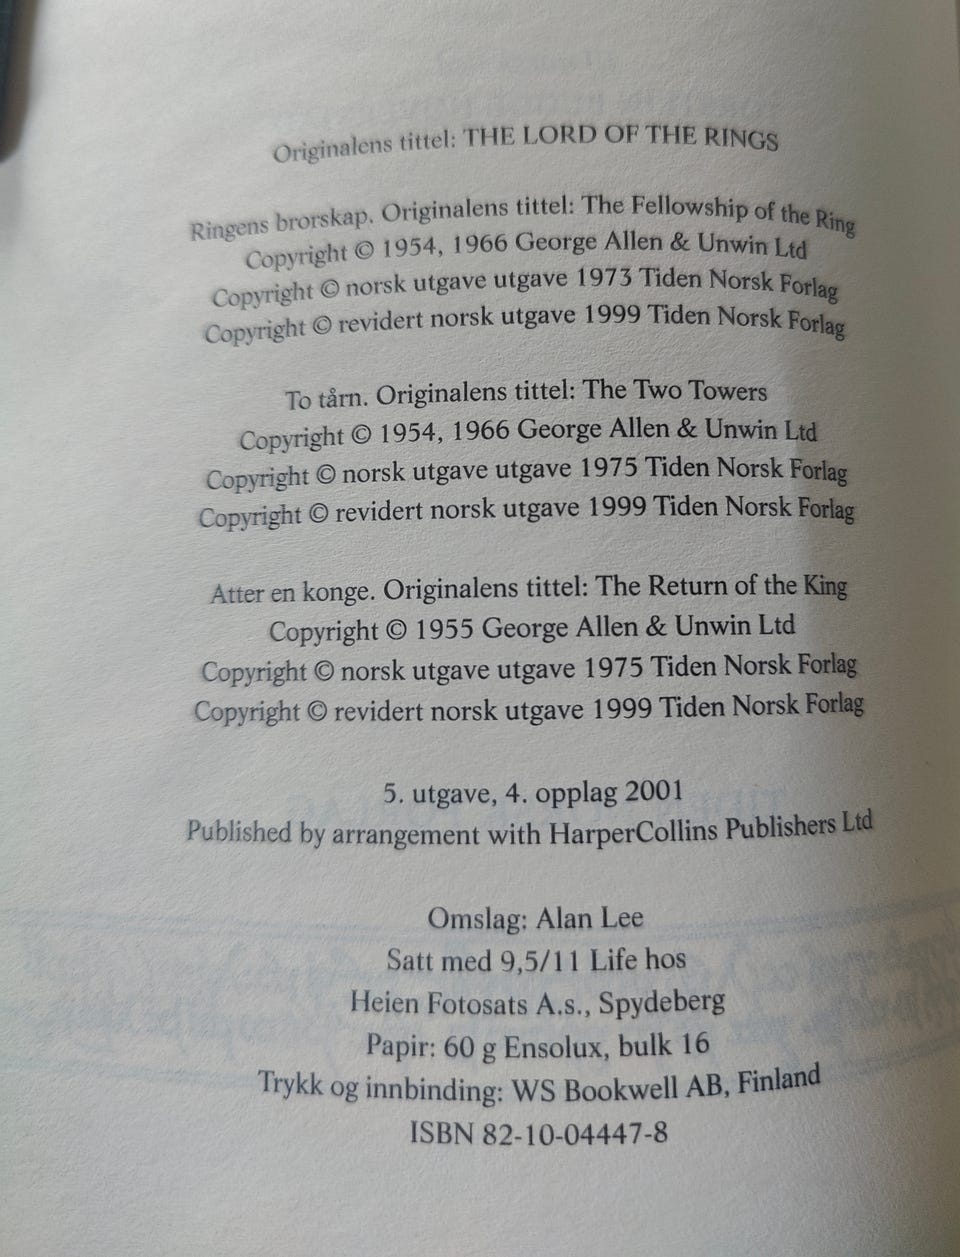 Originalens tittel: THE LORD OF THE RINGS
Ringens brorskap. Originalens tittel: The Fellowship of the Ring
Copyright © 1954, 1966 George Allen & Unwin Ltd
Copyright © norsk utgave utgave 1973 Tiden Norsk Forlag
Copyright © revidert norsk utgave 1999 Tiden Norsk Forlag
To tårn. Originalens tittel: The Two Towers
Copyright © 1954, 1966 George Allen & Unwin Ltd
Copyright © norsk utgave utgave 1975 Tiden Norsk Forlag
Copyright © revidert norsk utgave 1999 Tiden Norsk Forlag
Atter en konge. Originalens tittel: The Return of the King
Copyright © 1955 George Allen & Unwin Ltd
Copyright © norsk utgave utgave 1975 Tiden Norsk Forlag
Copyright © revidert norsk utgave 1999 Tiden Norsk Forlag
5. utgave, 4. opplag 2001
Published by arrangement with HarperCollins Publishers Ltd
Omslag: Alan Lee
Satt med 9,5/11 Life hos
Heien Fotosats A.s., Spydeberg
Papir: 60 g Ensolux, bulk 16
Trykk og innbinding: WS Bookwell AB, Finland
ISBN 82-10-04447-8